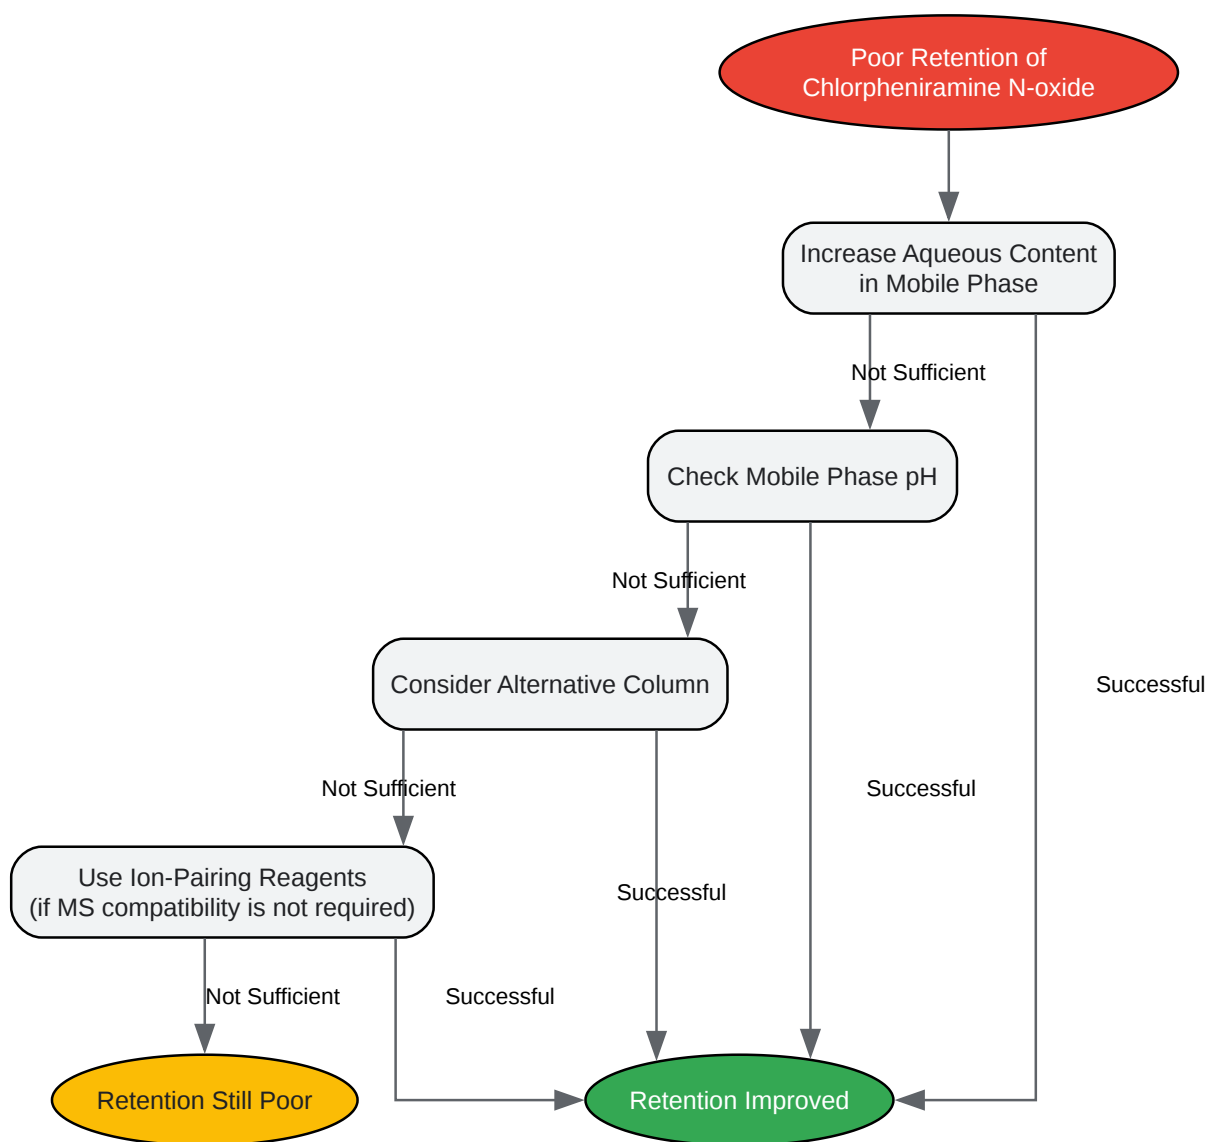 Poor Retention of
Chlorpheniramine N-oxide
Increase Aqueous Content
in Mobile Phase
Not Sufficient
Check Mobile Phase pH
Not Sufficient
Consider Alternative Column
Successful
Not Sufficient
Successful
Use Ion-Pairing Reagents
(if MS compatibility is not required)
Successful
Not Sufficient
Successful
Retention Still Poor
Retention Improved